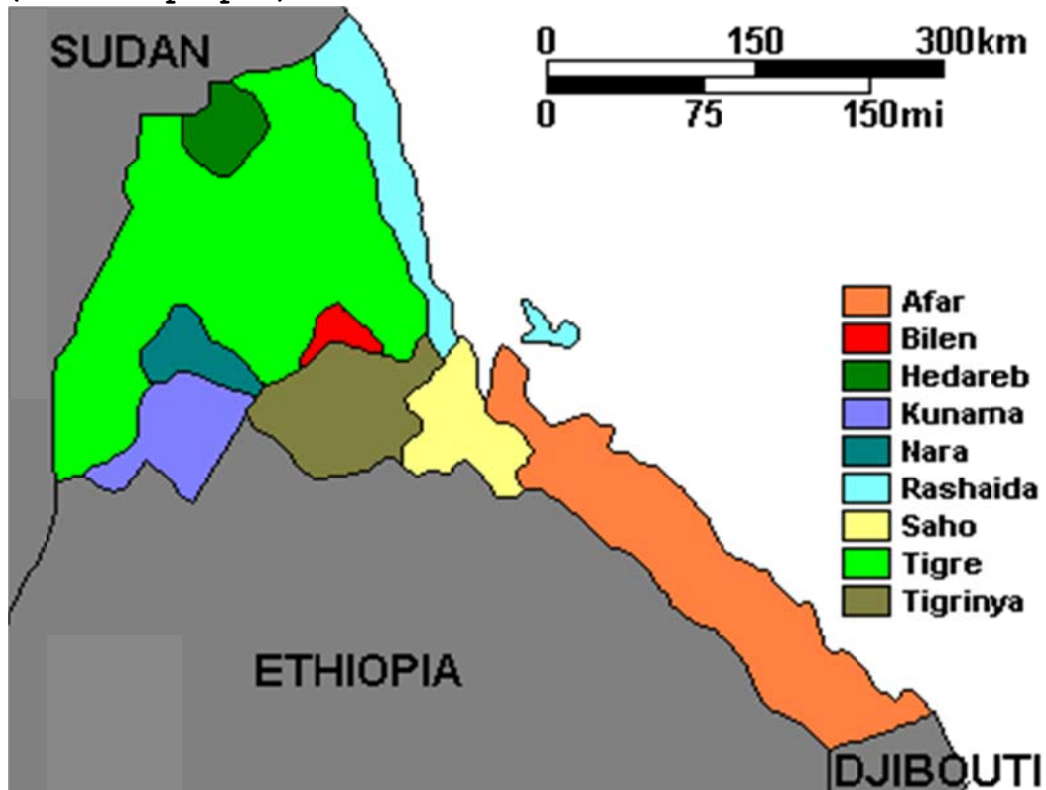 SUDAN
0 150 300km
0 75 150mi
Afar
Bilen
Hedareb
Kunama
Nara
Rashaida
Saho
Tigre
Tigrinya
ETHIOPIA
DJIBOUTI